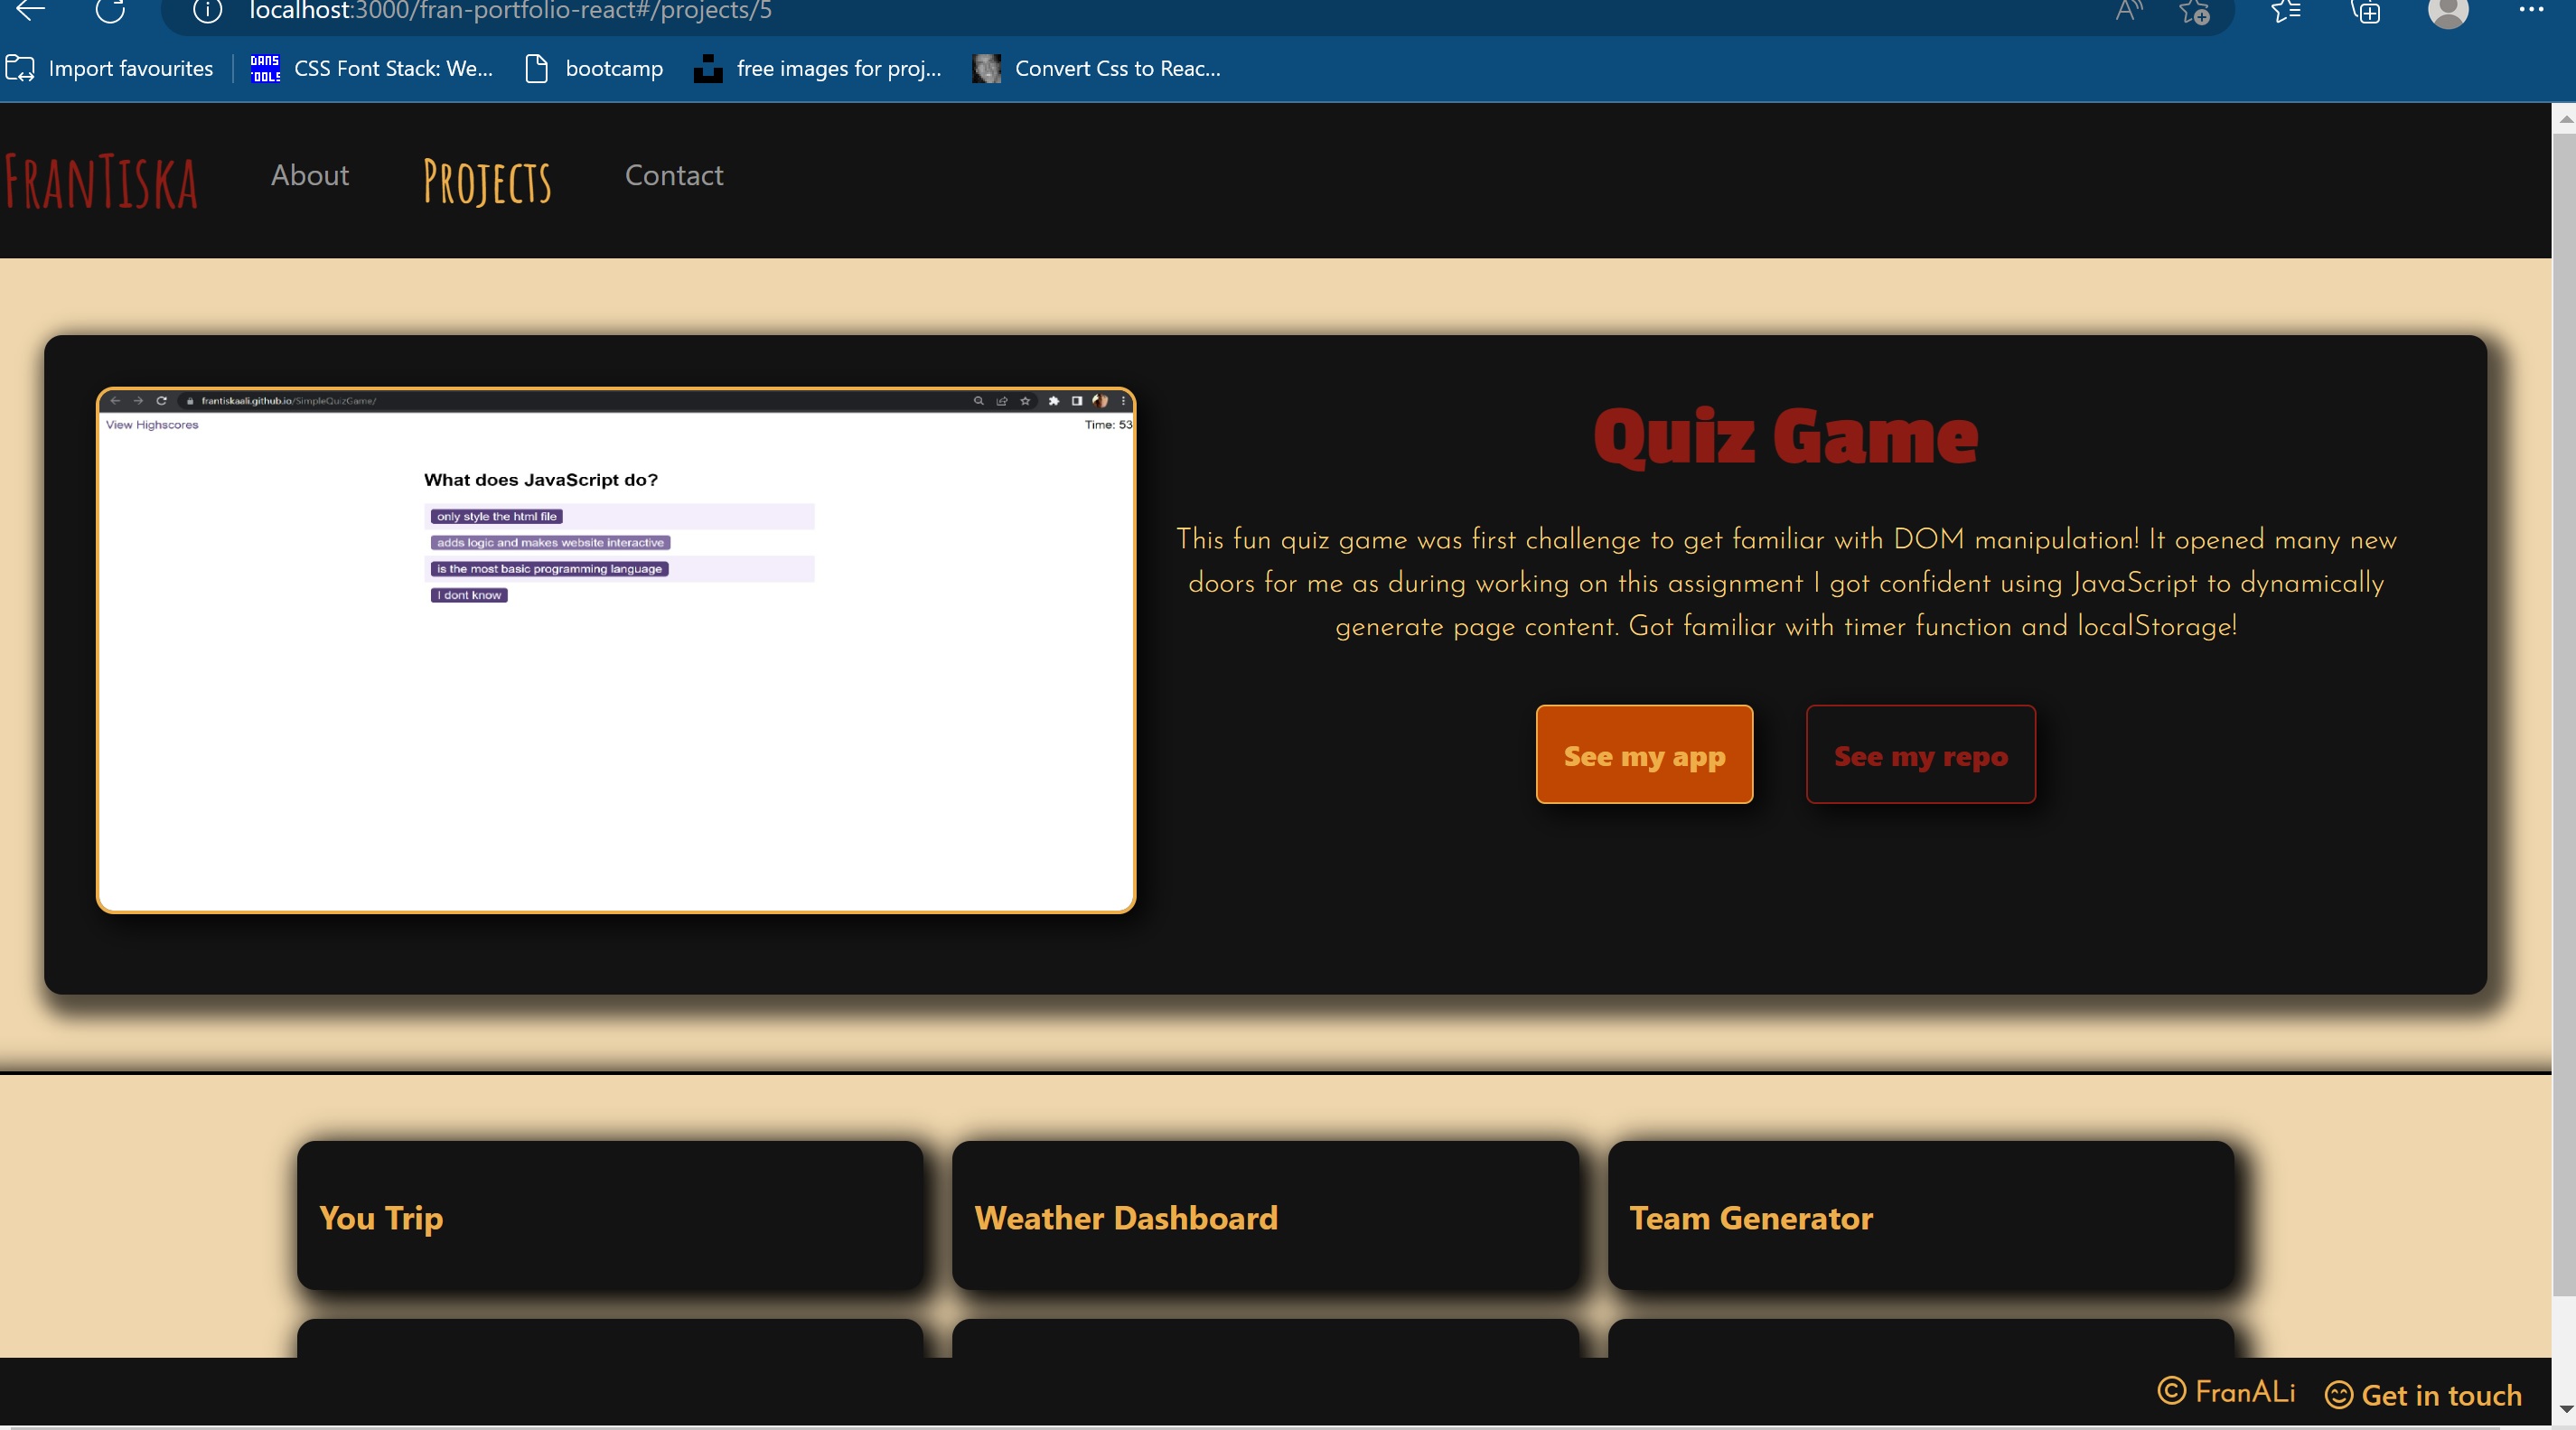 localhost:3000/fran-portfolio-react#/projects/5
Import favourites
DANS TOOLS
CSS Font Stack: We...
bootcamp
free images for proj...
Convert Css to Reac...
FranTiska
About
Projects
Contact
frantiskaali.github.io/SimpleQuizGame/
View Highscores
Time: 53
What does JavaScript do?
only style the html file
adds logic and makes website interactive
is the most basic programming language
I dont know
Quiz Game
This fun quiz game was first challenge to get familiar with DOM manipulation! It opened many new
doors for me as during working on this assignment I got confident using JavaScript to dynamically
generate page content. Got familiar with timer function and localStorage!
See my app
See my repo
You Trip
Weather Dashboard
Team Generator
© FranALi
Get in touch